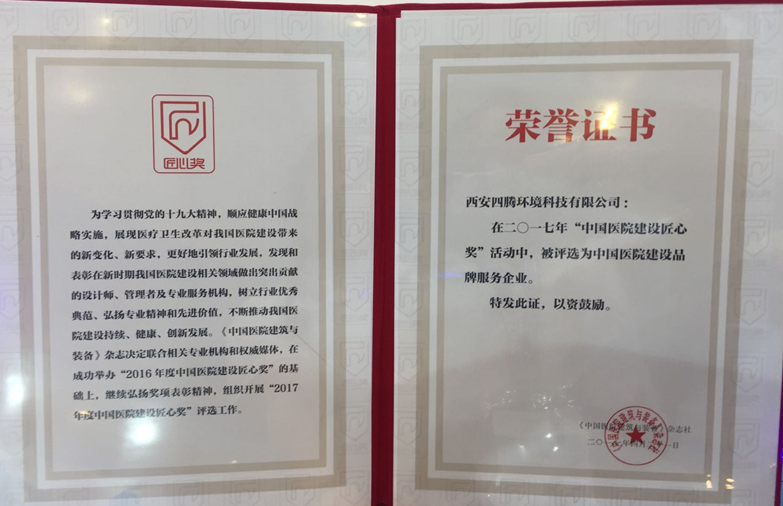 匠心奖
为学习贯彻党的十九大精神，顺应健康中国战
略实施，展现医疗卫生改革对我国医院建设带来
的新变化、新要求，更好地引领行业发展，发现和
表彰在新时期我国医院建设相关领域做出突出贡献
的设计师、管理者及专业服务机构，树立行业优秀
典范、弘扬专业精神和先进价值，不断推动我国医
院建设持续、健康、创新发展。《中国医院建筑与
装备》杂志决定联合相关专业机构和权威媒体，在
成功举办“2016年度中国医院建设匠心奖”的基
础上，继续弘扬奖项表彰精神，组织开展“2017
年度中国医院建设匠心奖”评选工作。
荣誉证书
西安四腾环境科技有限公司：
在二〇一七年“中国医院建设匠心
奖”活动中，被评选为中国医院建设品
牌服务企业。
特发此证，以资鼓励。
《中国医院建筑与装备》杂志社